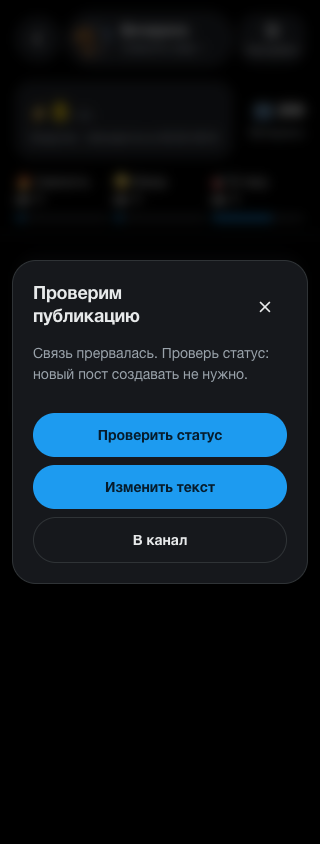 Проверим
публикацию
Связь прервалась. Проверь статус:
новый пост создавать не нужно.
Проверить статус
Изменить текст
В канал